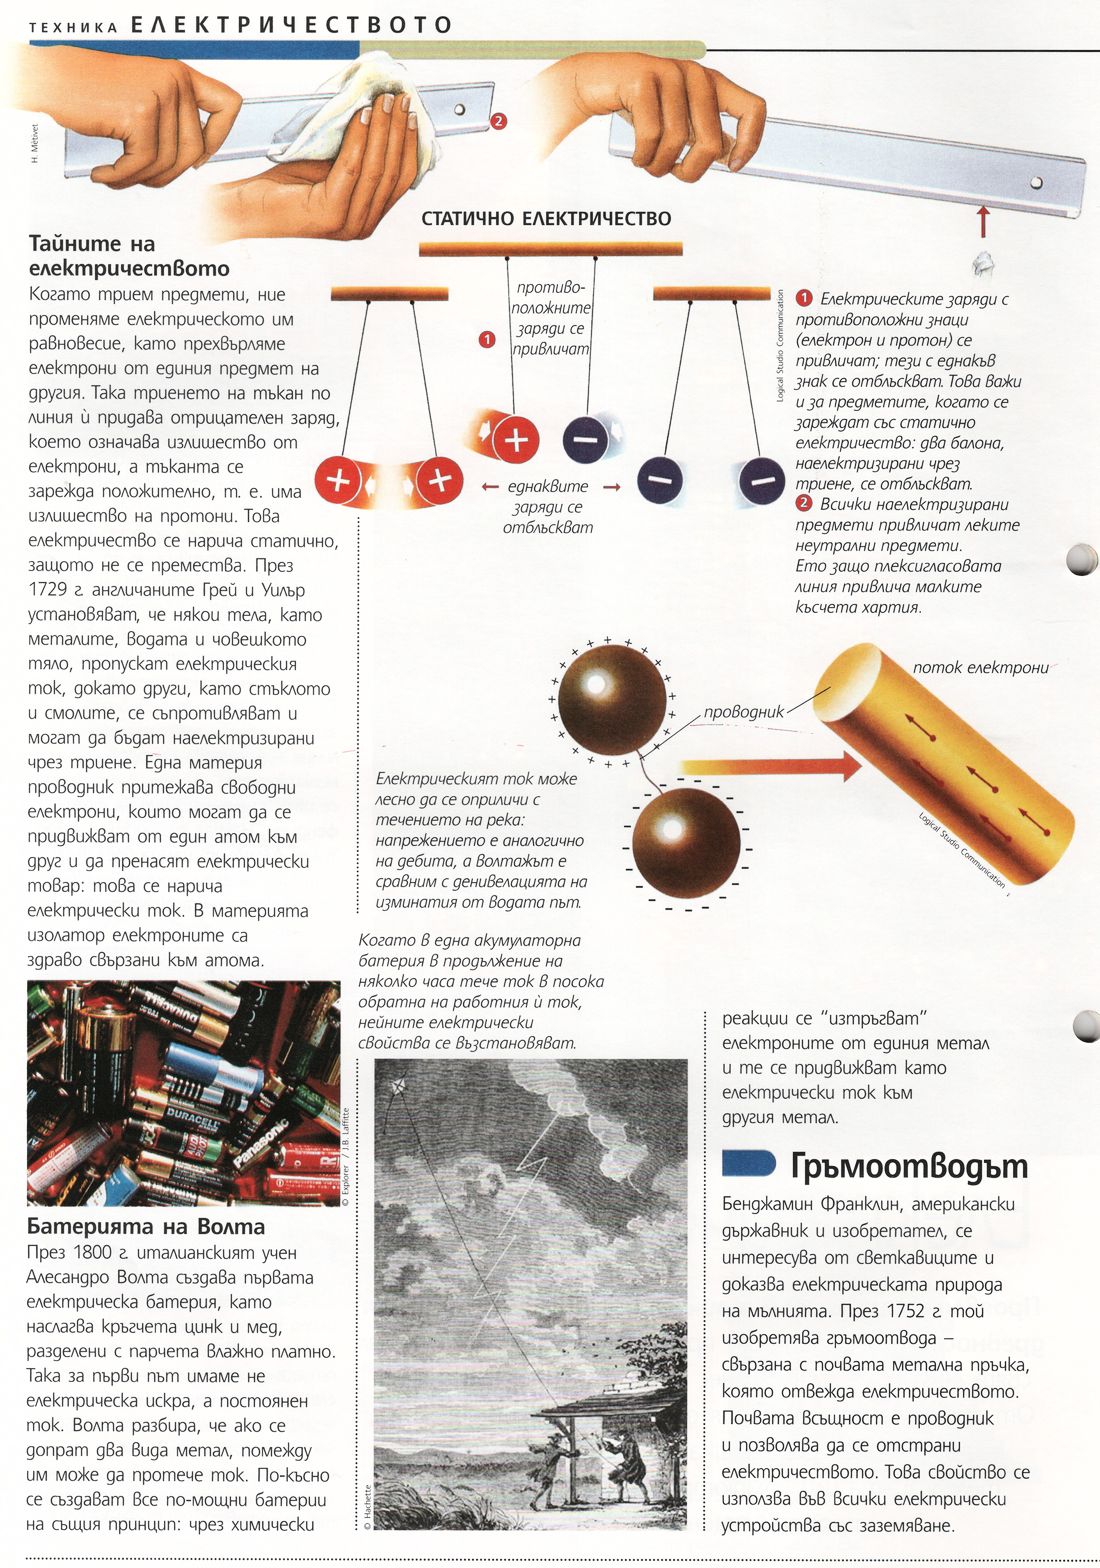 ТЕХНИКА ЕЛЕКТРИЧЕСТВОТО
H. Métivet
2
СТАТИЧНО ЕЛЕКТРИЧЕСТВО
Тайните на
електричеството
Когато трием предмети, ние
променяме електрическото им
равновесие, като прехвърляме
електрони от единия предмет на
другия. Така триенето на тъкан по
линия ѝ придава отрицателен заряд,
което означава излишество от
електрони, а тъканта се
зарежда положително, т. е. има
излишество на протони. Това
електричество се нарича статично,
защото не се премества. През
1729 г. англичаните Грей и Уилър
установяват, че някои тела, като
металите, водата и човешкото
тяло, пропускат електрическия
ток, докато други, като стъклото
и смолите, се съпротивляват и
могат да бъдат наелектризирани
чрез триене. Една материя
проводник притежава свободни
електрони, които могат да се
придвижват от един атом към
друг и да пренасят електрически
товар: това се нарича
електрически ток. В материята
изолатор електроните са
здраво свързани към атома.
противо-
положните
заряди се
привличат
1
+ + + − − −
еднаквите
заряди се
отблъскват
Logical Studio Communication
1 Електрическите заряди с
противоположни знаци
(електрон и протон) се
привличат; тези с еднакъв
знак се отблъскват. Това важи
и за предметите, когато се
зареждат със статично
електричество: два балона,
наелектризирани чрез
триене, се отблъскват.
2 Всички наелектризирани
предмети привличат леките
неутрални предмети.
Ето защо плексигласовата
линия привлича малките
късчета хартия.
поток електрони
проводник
Logical Studio Communication
Електрическият ток може
лесно да се оприличи с
течението на река:
напрежението е аналогично
на дебита, а волтажът е
сравним с денивелацията на
изминатия от водата път.
Когато в една акумулаторна
батерия в продължение на
няколко часа тече ток в посока
обратна на работния ѝ ток,
нейните електрически
свойства се възстановяват.
DURACELL
DURACELL
Panasonic
© Explorer / J.B. Laffitte
Батерията на Волта
През 1800 г. италианският учен
Алесандро Волта създава първата
електрическа батерия, като
наслагва кръгчета цинк и мед,
разделени с парчета влажно платно.
Така за първи път имаме не
електрическа искра, а постоянен
ток. Волта разбира, че ако се
допрат два вида метал, помежду
им може да протече ток. По-късно
се създават все по-мощни батерии
на същия принцип: чрез химически
© Hachette
реакции се “изтръгват”
електроните от единия метал
и те се придвижват като
електрически ток към
другия метал.
Гръмоотводът
Бенджамин Франклин, американски
държавник и изобретател, се
интересува от светкавиците и
доказва електрическата природа
на мълнията. През 1752 г. той
изобретява гръмоотвода –
свързана с почвата метална пръчка,
която отвежда електричеството.
Почвата всъщност е проводник
и позволява да се отстрани
електричеството. Това свойство се
използва във всички електрически
устройства със заземяване.